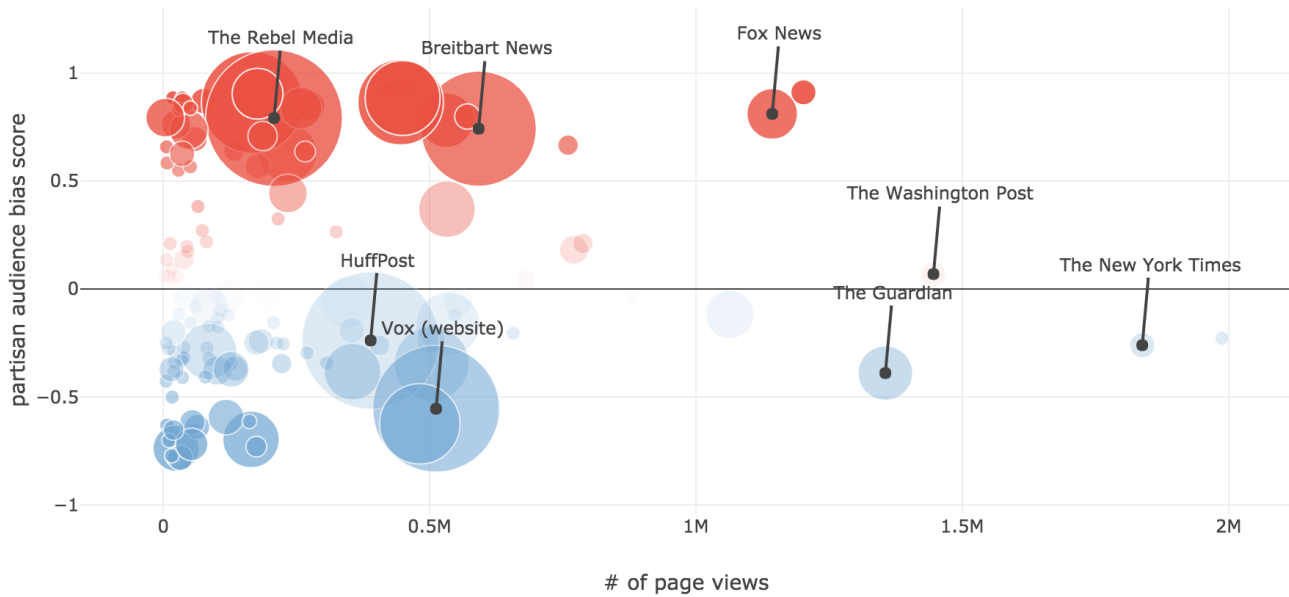 The Rebel Media
Breitbart News
Fox News
The Washington Post
HuffPost
The New York Times
The Guardian
Vox (website)
partisan audience bias score
1
0.5
0
−0.5
−1
0
0.5M
1M
1.5M
2M
# of page views